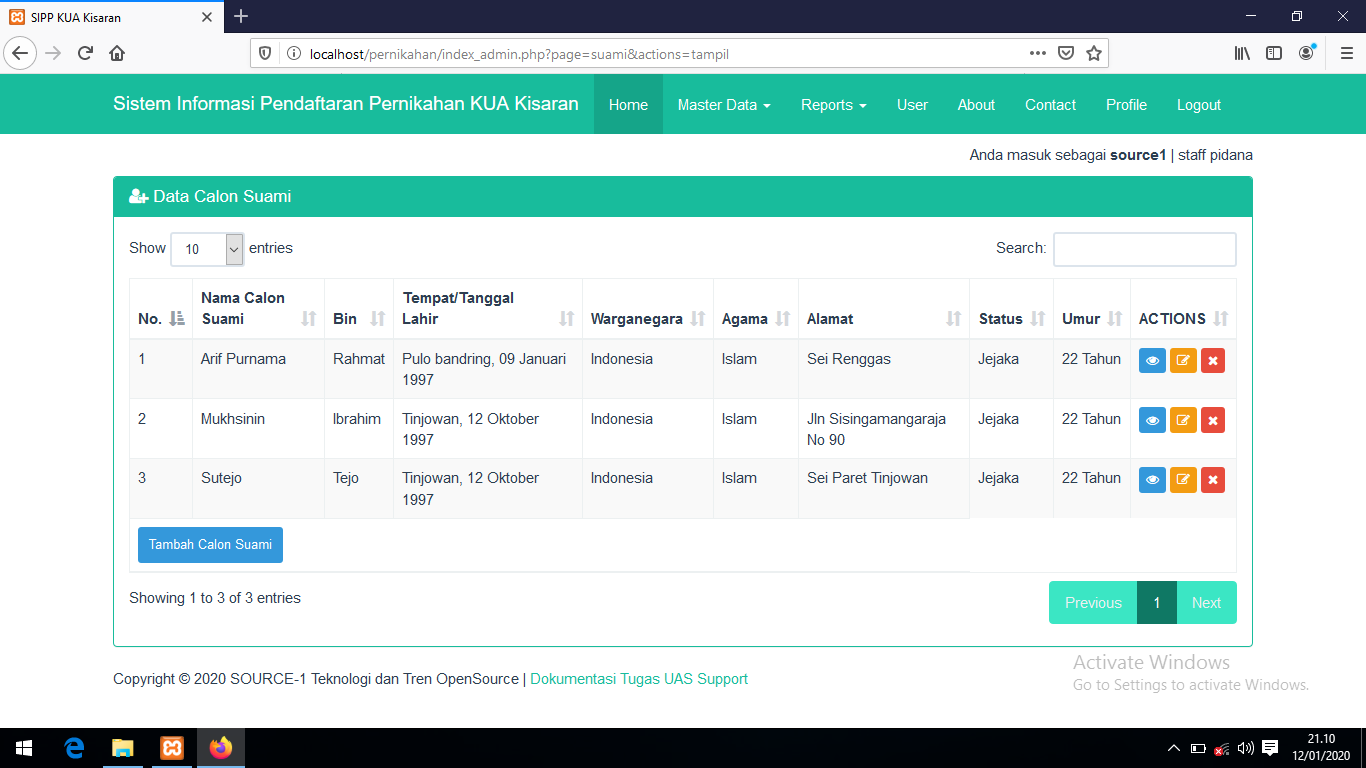 SIPP KUA Kisaran
localhost/pernikahan/index_admin.php?page=suami&actions=tampil
Sistem Informasi Pendaftaran Pernikahan KUA Kisaran Home Master Data Reports User About Contact Profile Logout
Anda masuk sebagai source1 | staff pidana
Data Calon Suami
Show 10 entries Search:
No. Nama Calon Suami Bin Tempat/Tanggal Lahir Warganegara Agama Alamat Status Umur ACTIONS
1 Arif Purnama Rahmat Pulo bandring, 09 Januari 1997 Indonesia Islam Sei Renggas Jejaka 22 Tahun
2 Mukhsinin Ibrahim Tinjowan, 12 Oktober 1997 Indonesia Islam Jln Sisingamangaraja No 90 Jejaka 22 Tahun
3 Sutejo Tejo Tinjowan, 12 Oktober 1997 Indonesia Islam Sei Paret Tinjowan Jejaka 22 Tahun
Tambah Calon Suami
Showing 1 to 3 of 3 entries Previous 1 Next
Copyright © 2020 SOURCE-1 Teknologi dan Tren OpenSource | Dokumentasi Tugas UAS Support
Activate Windows
Go to Settings to activate Windows.
21.10
12/01/2020